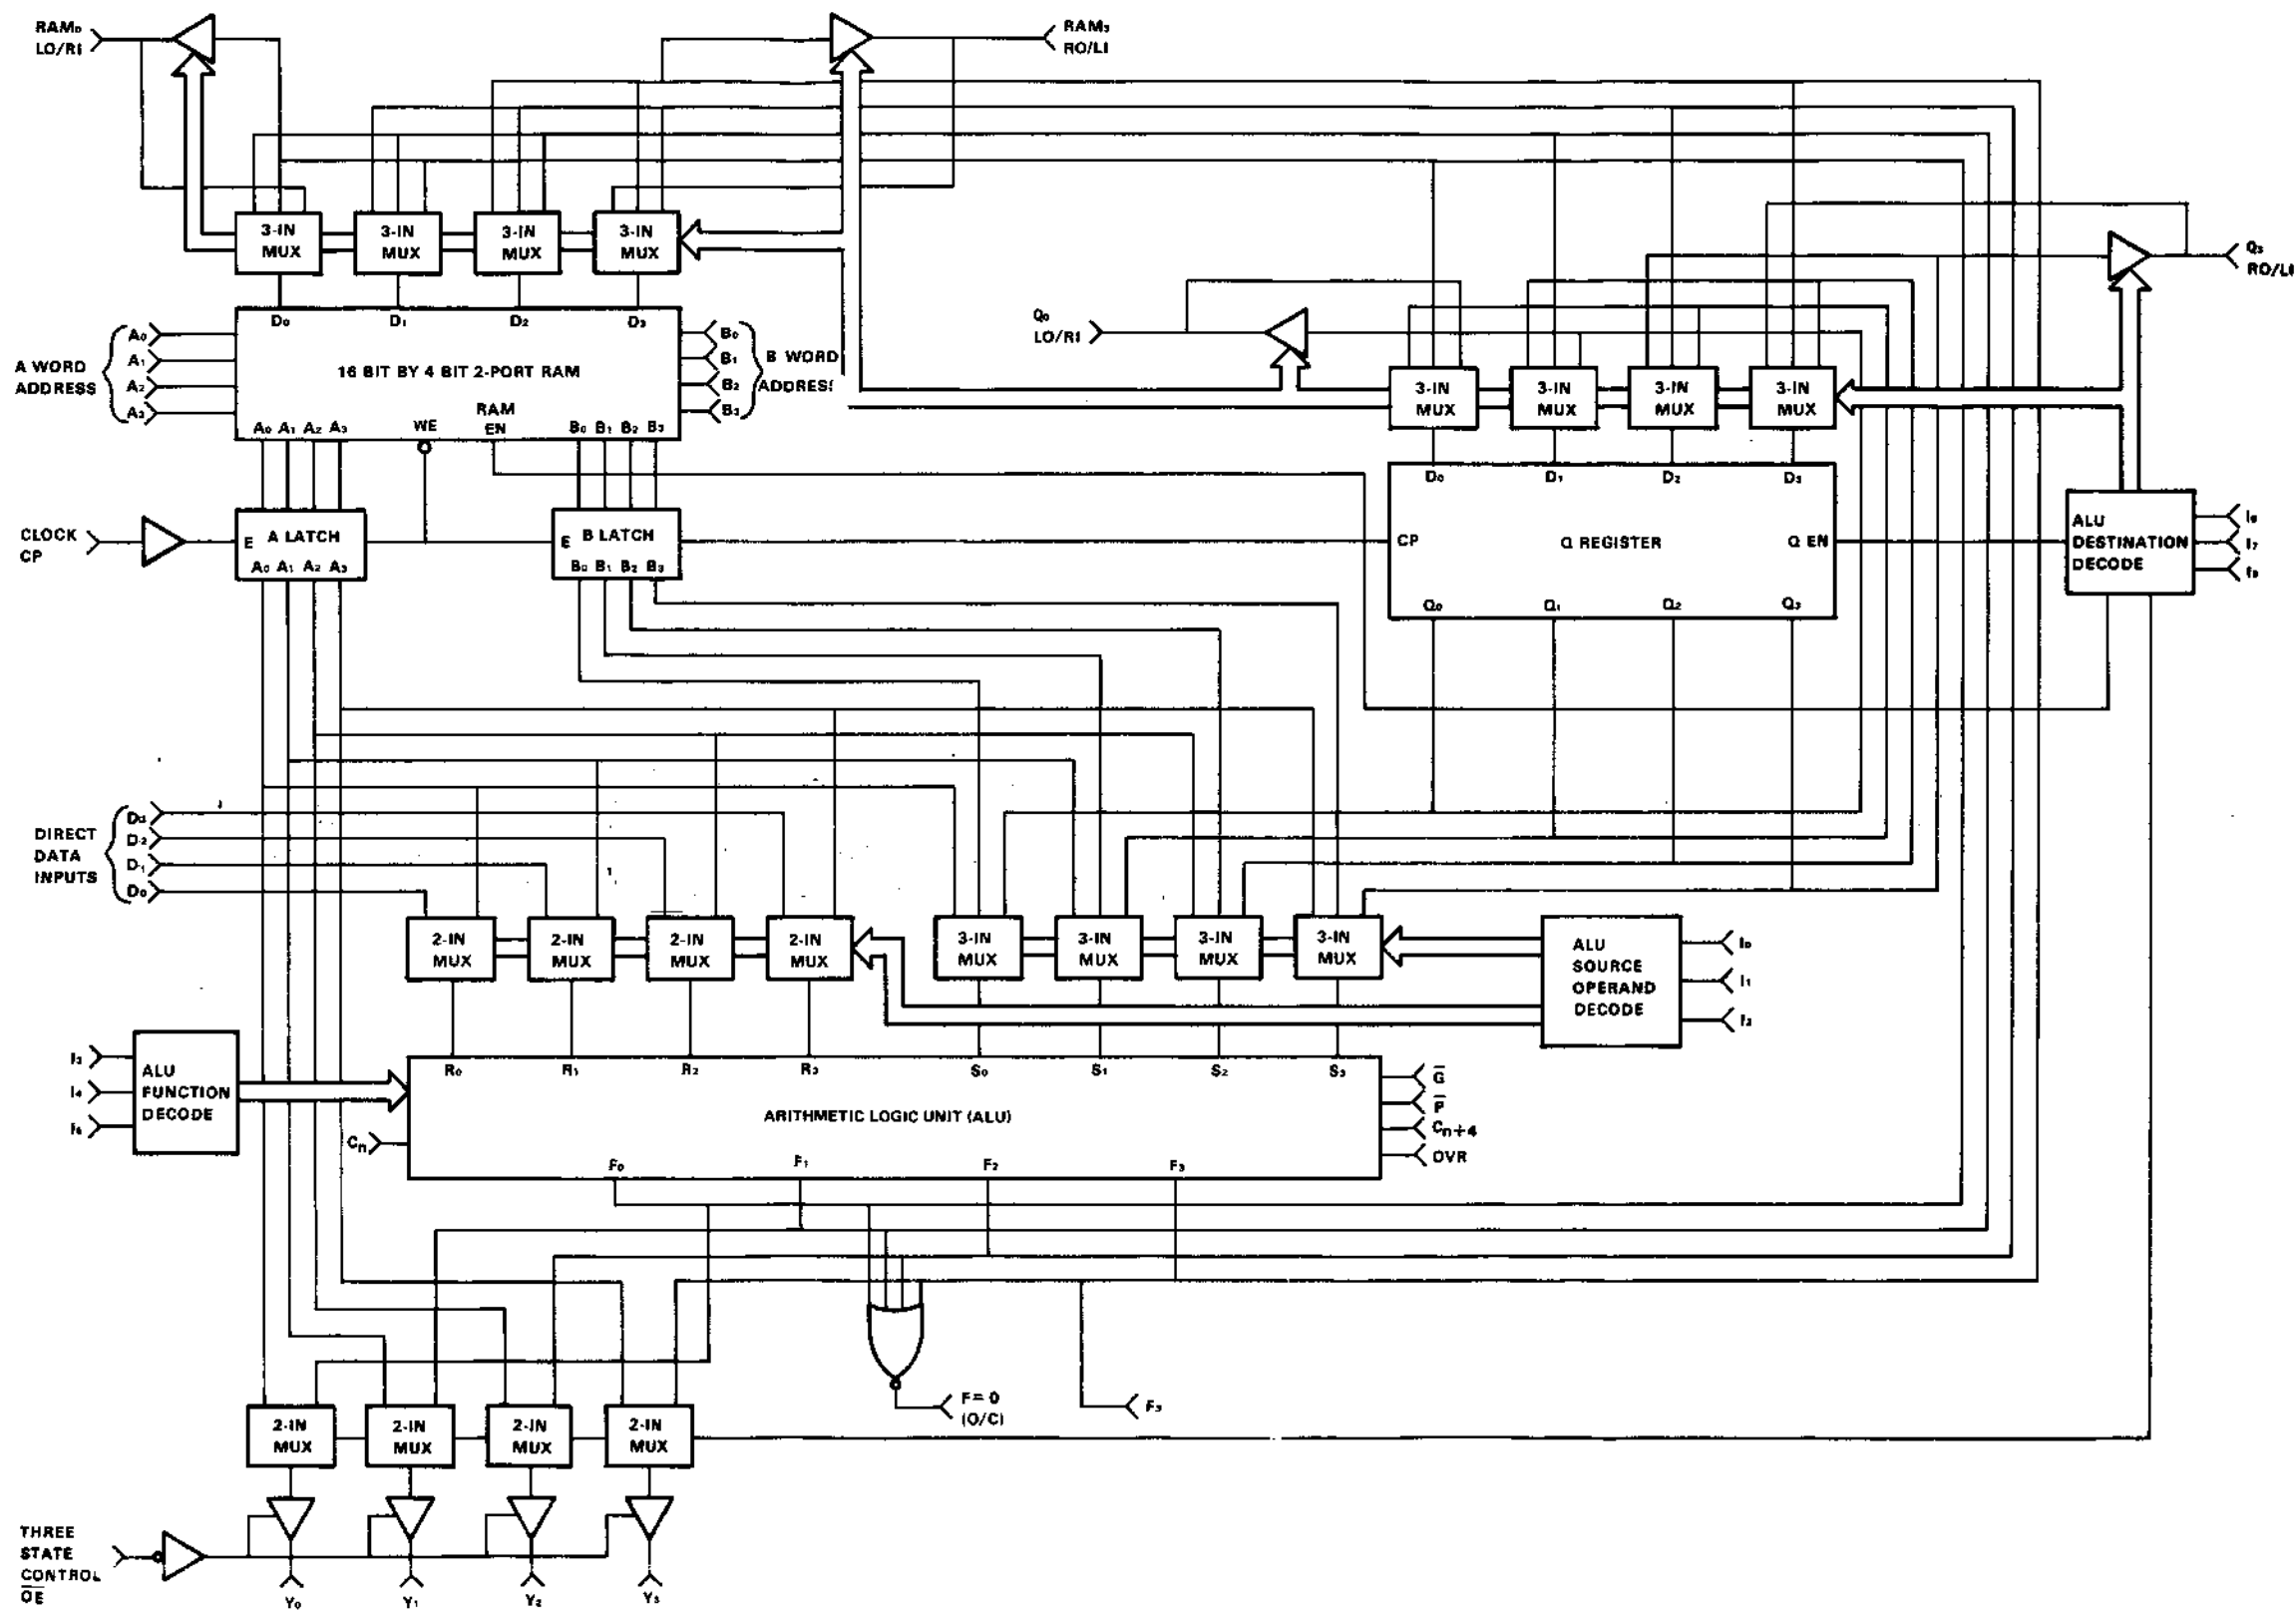 RAM₀
LO/RI
RAM₃
RO/LI
3-IN
MUX
3-IN
MUX
3-IN
MUX
3-IN
MUX
Q₃
RO/LI
Q₀
LO/RI
D₀ D₁ D₂ D₃
A WORD
ADDRESS
A₀
A₁
A₂
A₃
16 BIT BY 4 BIT 2-PORT RAM
B₀
B₁
B₂
B₃
B WORD
ADDRES
A₀ A₁ A₂ A₃
WE
RAM
EN
B₀ B₁ B₂ B₃
3-IN
MUX
3-IN
MUX
3-IN
MUX
3-IN
MUX
D₀ D₁ D₂ D₃
CLOCK
CP
E A LATCH
A₀ A₁ A₂ A₃
E B LATCH
B₀ B₁ B₂ B₃
CP
Q REGISTER
Q EN
Q₀ Q₁ Q₂ Q₃
ALU
DESTINATION
DECODE
I₇
DIRECT
DATA
INPUTS
D₃
D₂
D₁
D₀
2-IN
MUX
2-IN
MUX
2-IN
MUX
2-IN
MUX
3-IN
MUX
3-IN
MUX
3-IN
MUX
3-IN
MUX
ALU
SOURCE
OPERAND
DECODE
I₀
I₁
I₂
I₃
I₄
ALU
FUNCTION
DECODE
R₀ R₁ R₂ R₃ S₀ S₁ S₂ S₃
ARITHMETIC LOGIC UNIT (ALU)
Cn
G̅
P̅
Cn+4
OVR
F₀ F₁ F₂ F₃
F = 0
(O/C)
F₃
2-IN
MUX
2-IN
MUX
2-IN
MUX
2-IN
MUX
THREE
STATE
CONTROL
O̅E̅
Y₀ Y₁ Y₂ Y₃